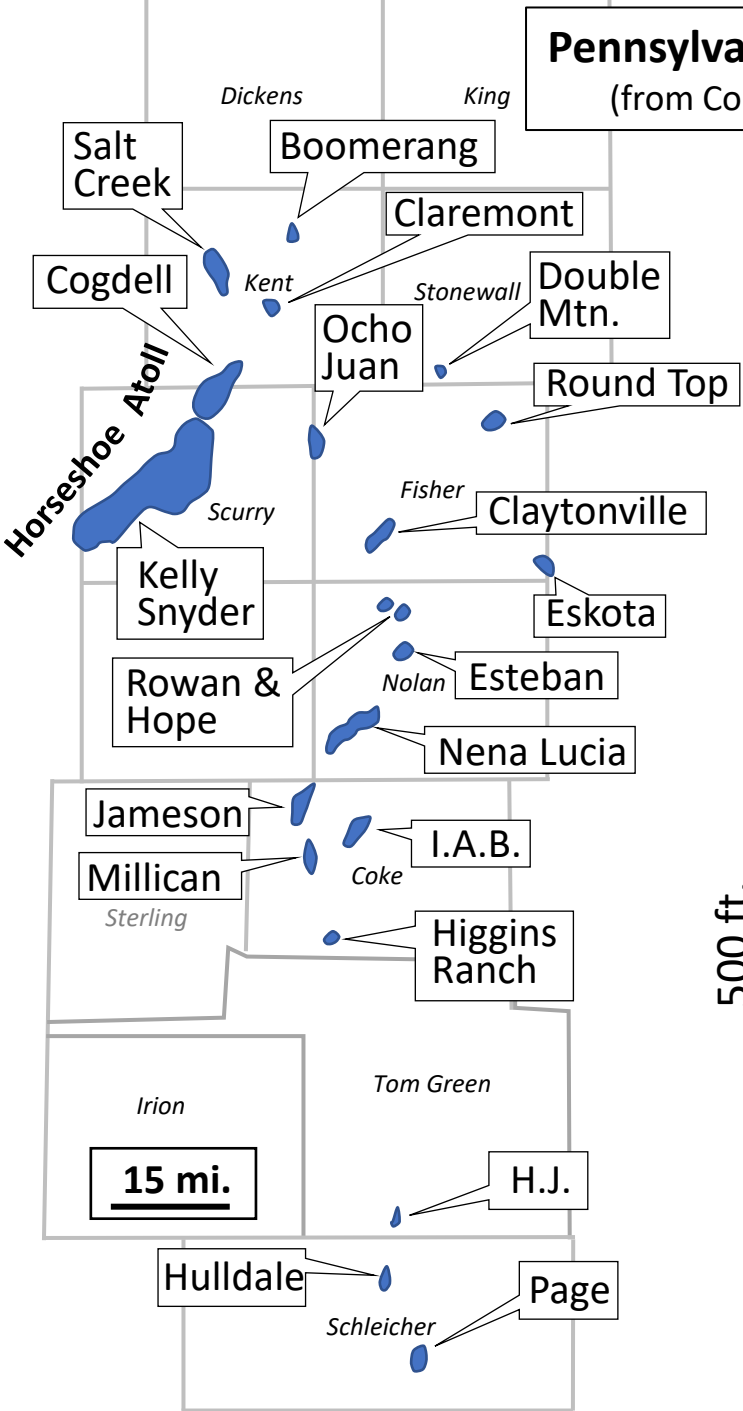 Pennsylva
(from Co
Dickens
King
Salt
Creek
Boomerang
Claremont
Cogdell
Kent
Stonewall
Double
Mtn.
Ocho
Juan
Round Top
Horseshoe Atoll
Fisher
Scurry
Claytonville
Kelly
Snyder
Eskota
Rowan &
Hope
Nolan
Esteban
Nena Lucia
Jameson
I.A.B.
Millican
Coke
Sterling
Higgins
Ranch
500 ft.
Tom Green
Irion
15 mi.
H.J.
Hulldale
Page
Schleicher